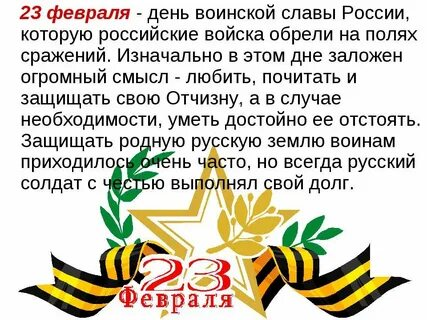 23 февраля - день воинской славы России,
которую российские войска обрели на полях
сражений. Изначально в этом дне заложен
огромный смысл - любить, почитать и
защищать свою Отчизну, а в случае
необходимости, уметь достойно ее отстоять.
Защищать родную русскую землю воинам
приходилось очень часто, но всегда русский
солдат с честью выполнял свой долг.
23
Февраля